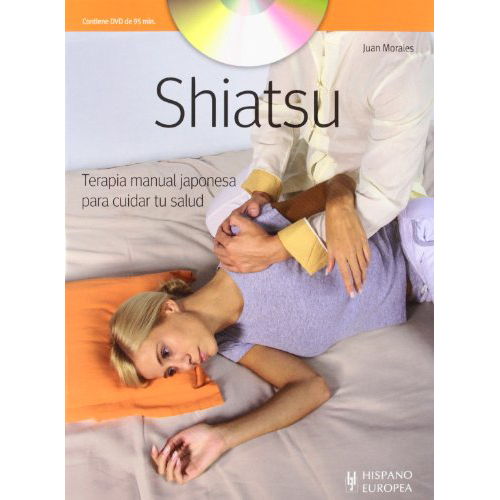 Contiene DVD de 95 min.
Juan Morales
Shiatsu
Terapia manual japonesa
para cuidar tu salud
HISPANO
EUROPEA